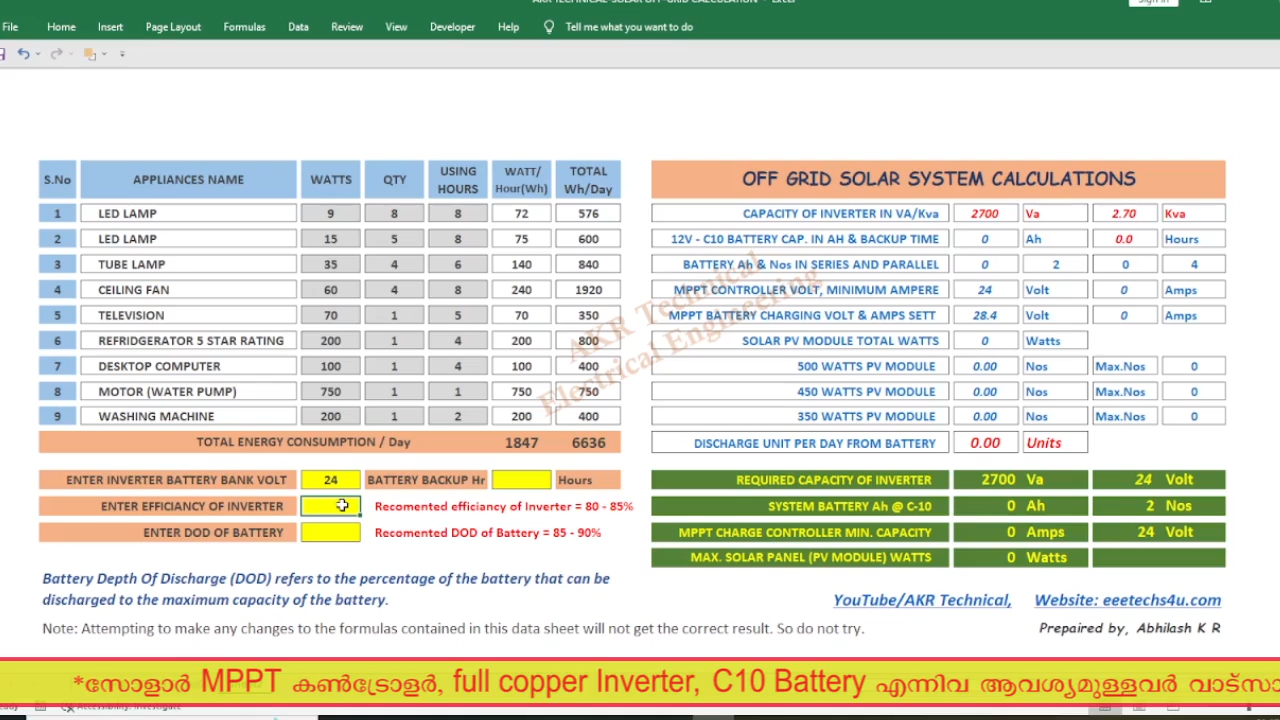 AKR TECHNICAL-SOLAR OFF-GRID CALCULATION - Excel
Sign in
File Home Insert Page Layout Formulas Data Review View Developer Help Tell me what you want to do
S.No APPLIANCES NAME WATTS QTY USING HOURS WATT/ Hour(Wh) TOTAL Wh/Day
1 LED LAMP 9 8 8 72 576
2 LED LAMP 15 5 8 75 600
3 TUBE LAMP 35 4 6 140 840
4 CEILING FAN 60 4 8 240 1920
5 TELEVISION 70 1 5 70 350
6 REFRIDGERATOR 5 STAR RATING 200 1 4 200 800
7 DESKTOP COMPUTER 100 1 4 100 400
8 MOTOR (WATER PUMP) 750 1 1 750 750
9 WASHING MACHINE 200 1 2 200 400
TOTAL ENERGY CONSUMPTION / Day 1847 6636
ENTER INVERTER BATTERY BANK VOLT 24 BATTERY BACKUP Hr Hours
ENTER EFFICIANCY OF INVERTER Recomented efficiancy of Inverter = 80 - 85%
ENTER DOD OF BATTERY Recomented DOD of Battery = 85 - 90%
Battery Depth Of Discharge (DOD) refers to the percentage of the battery that can be
discharged to the maximum capacity of the battery.
Note: Attempting to make any changes to the formulas contained in this data sheet will not get the correct result. So do not try.
OFF GRID SOLAR SYSTEM CALCULATIONS
CAPACITY OF INVERTER IN VA/Kva 2700 Va 2.70 Kva
12V - C10 BATTERY CAP. IN AH & BACKUP TIME 0 Ah 0.0 Hours
BATTERY Ah & Nos IN SERIES AND PARALLEL 0 2 0 4
MPPT CONTROLLER VOLT, MINIMUM AMPERE 24 Volt 0 Amps
MPPT BATTERY CHARGING VOLT & AMPS SETT 28.4 Volt 0 Amps
SOLAR PV MODULE TOTAL WATTS 0 Watts
500 WATTS PV MODULE 0.00 Nos Max.Nos 0
450 WATTS PV MODULE 0.00 Nos Max.Nos 0
350 WATTS PV MODULE 0.00 Nos Max.Nos 0
DISCHARGE UNIT PER DAY FROM BATTERY 0.00 Units
REQUIRED CAPACITY OF INVERTER 2700 Va 24 Volt
SYSTEM BATTERY Ah @ C-10 0 Ah 2 Nos
MPPT CHARGE CONTROLLER MIN. CAPACITY 0 Amps 24 Volt
MAX. SOLAR PANEL (PV MODULE) WATTS 0 Watts
YouTube/AKR Technical, Website: eeetechs4u.com
Prepaired by, Abhilash K R
AKR Technical
Electrical Engineering
*സോളാർ MPPT കൺട്രോളർ, full copper Inverter, C10 Battery എന്നിവ ആവശ്യമുള്ളവർ വാട്സാ
Accessibility: Investigate